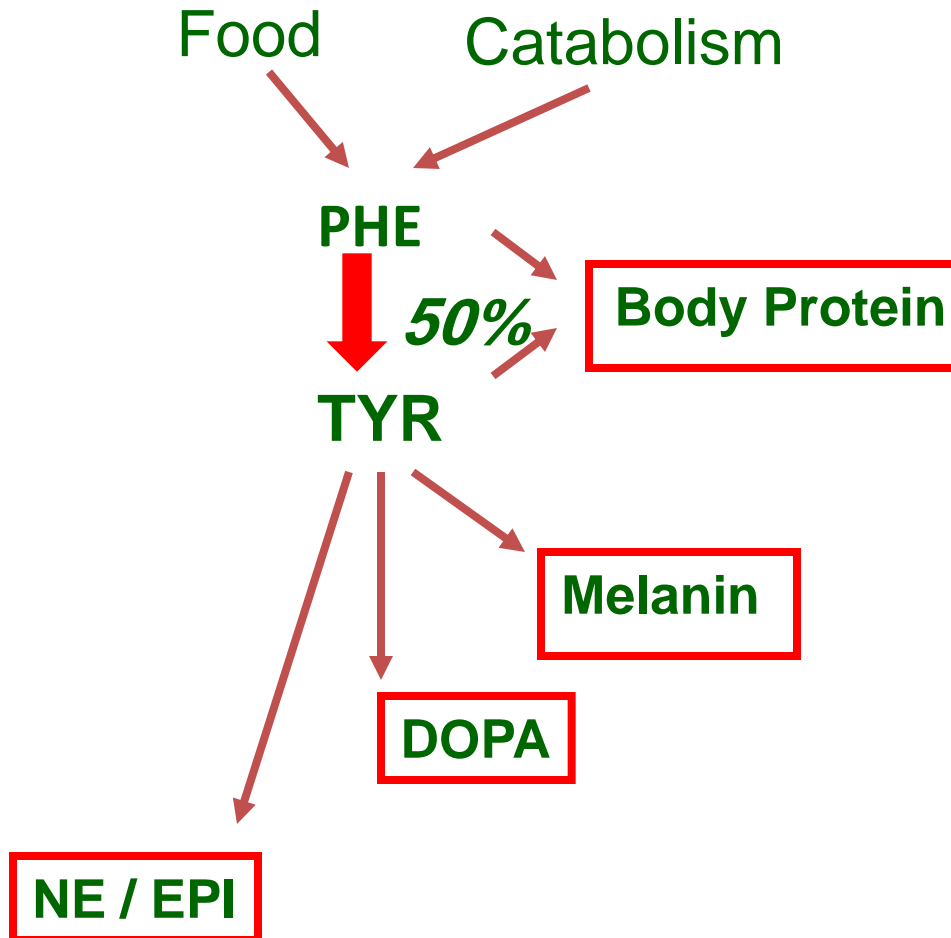 Food
Catabolism
PHE
50%
Body Protein
TYR
Melanin
DOPA
NE / EPI